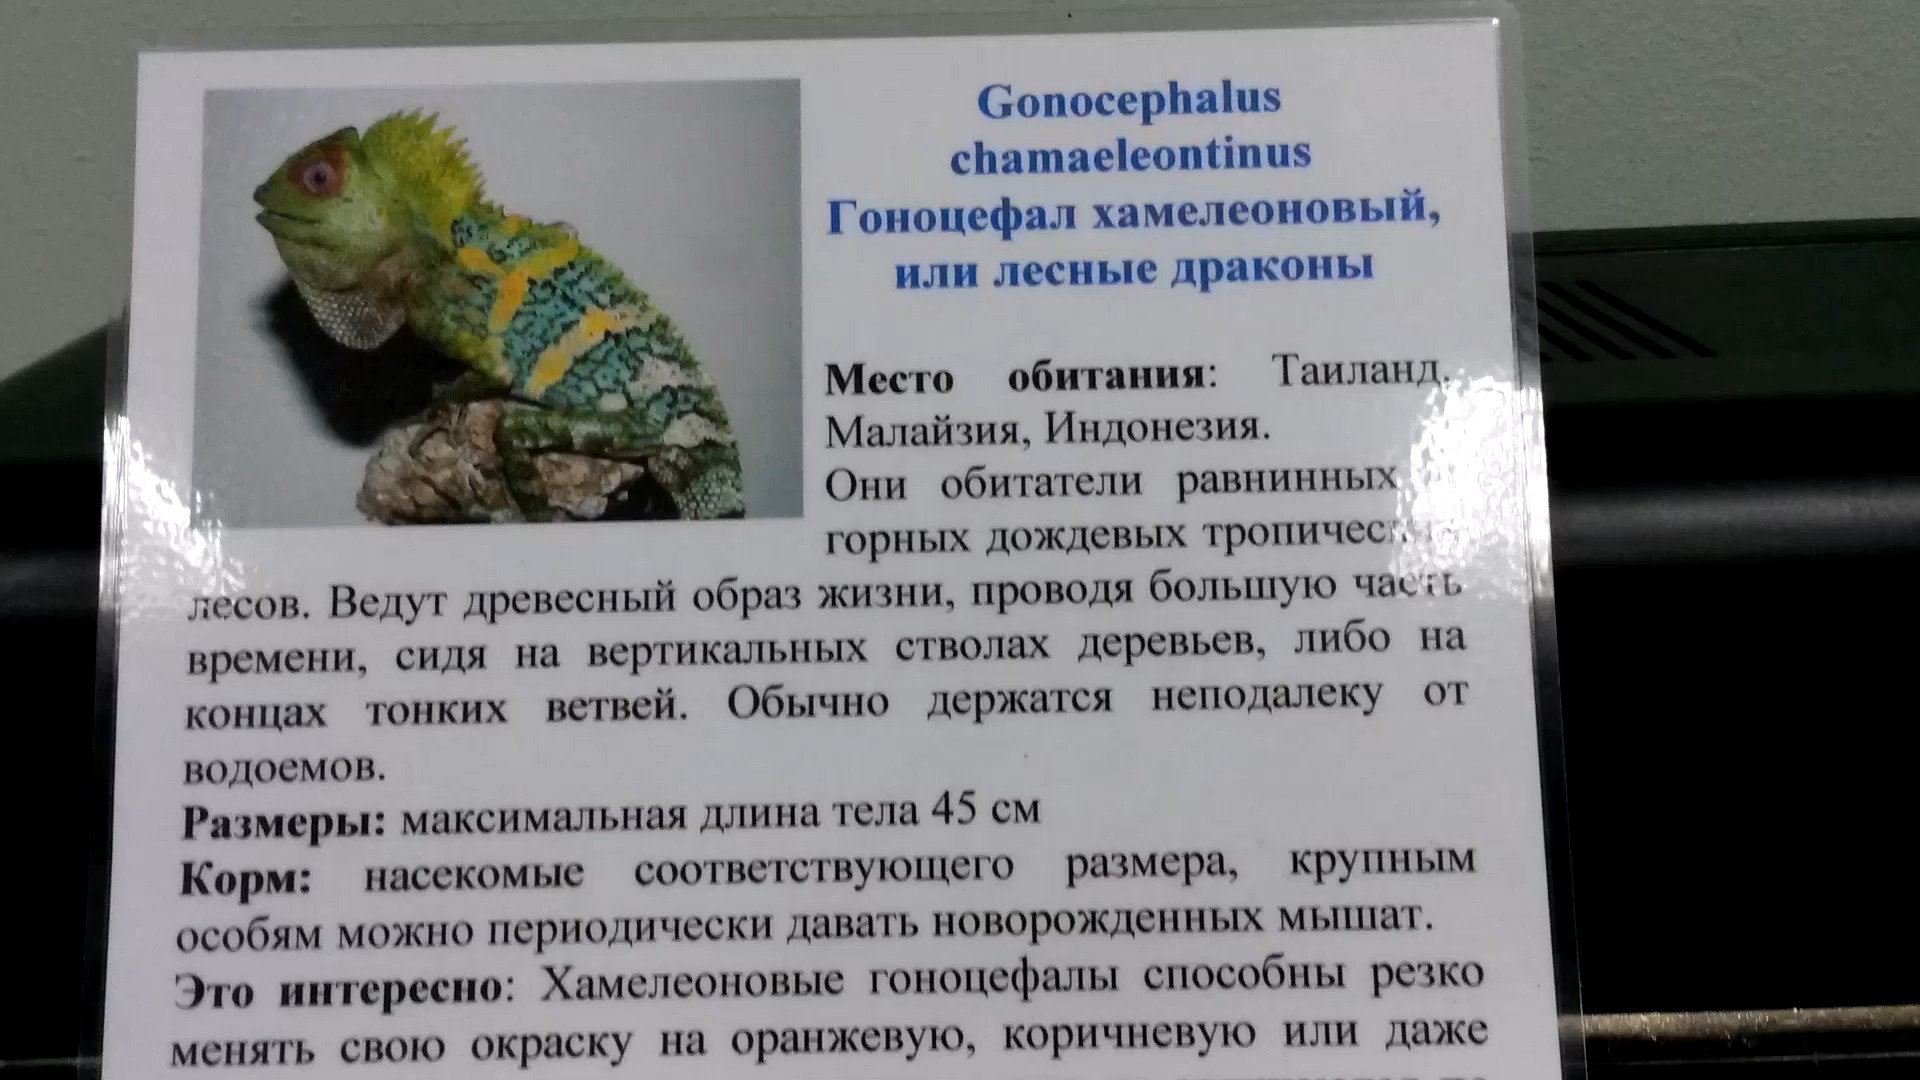 Gonocephalus
chamaeleontinus
Гоноцефал хамелеоновый,
или лесные драконы
Место обитания: Таиланд,
Малайзия, Индонезия.
Они обитатели равнинных
горных дождевых
лесов. Ведут древесный образ жизни, проводя большую часть
времени, сидя на вертикальных стволах деревьев, либо на
концах тонких ветвей. Обычно держатся неподалеку от
водоемов.
Размеры: максимальная длина тела 45 см
Корм: насекомые соответствующего размера, крупным
особям можно периодически давать новорожденных мышат.
Это интересно: Хамелеоновые гоноцефалы способны резко
менять свою окраску на оранжевую, коричневую или даже